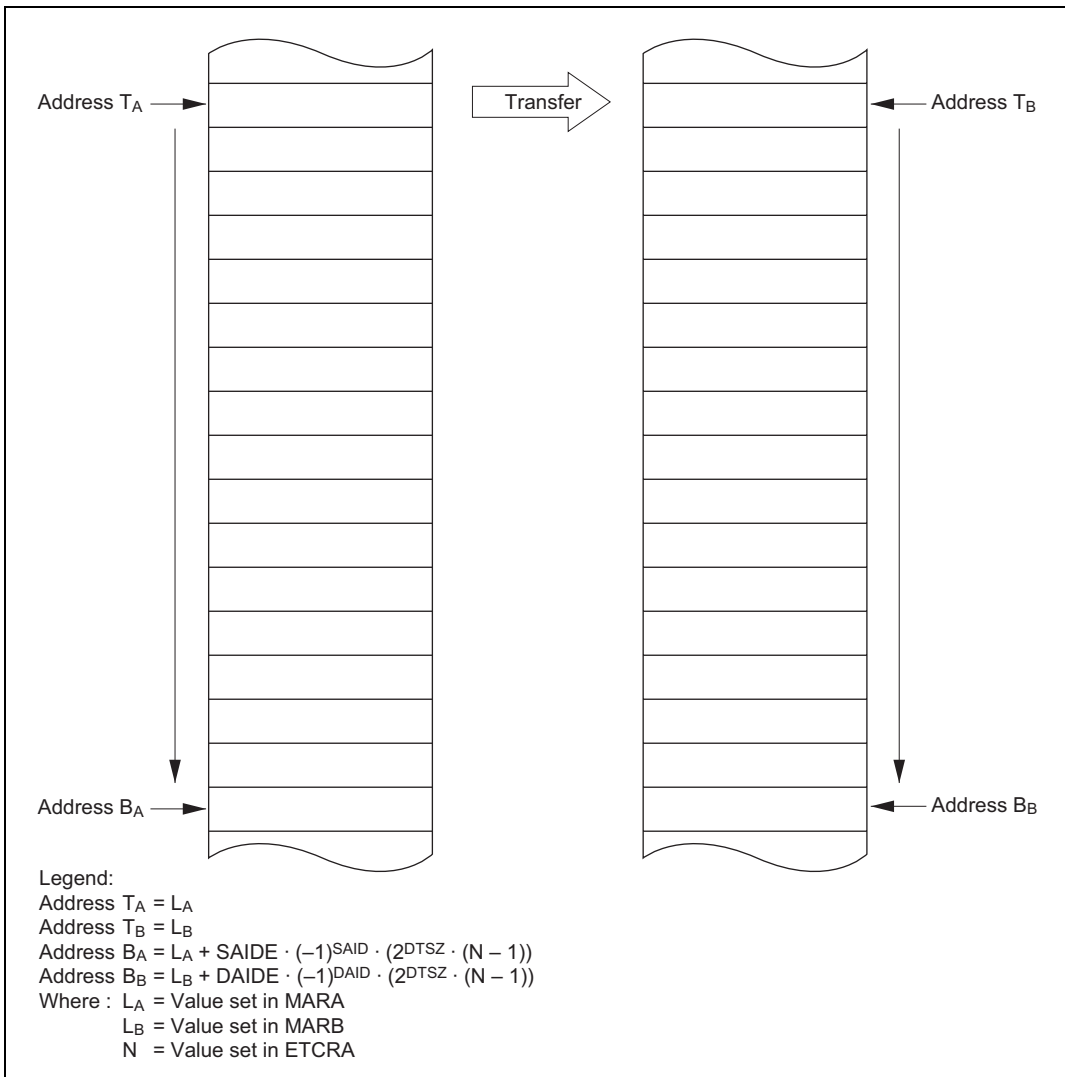 Address TA
Transfer
Address TB
Address BA
Address BB
Legend:
Address TA = LA
Address TB = LB
Address BA = LA + SAIDE · (–1)SAID · (2DTSZ · (N – 1))
Address BB = LB + DAIDE · (–1)DAID · (2DTSZ · (N – 1))
Where : LA = Value set in MARA
LB = Value set in MARB
N = Value set in ETCRA